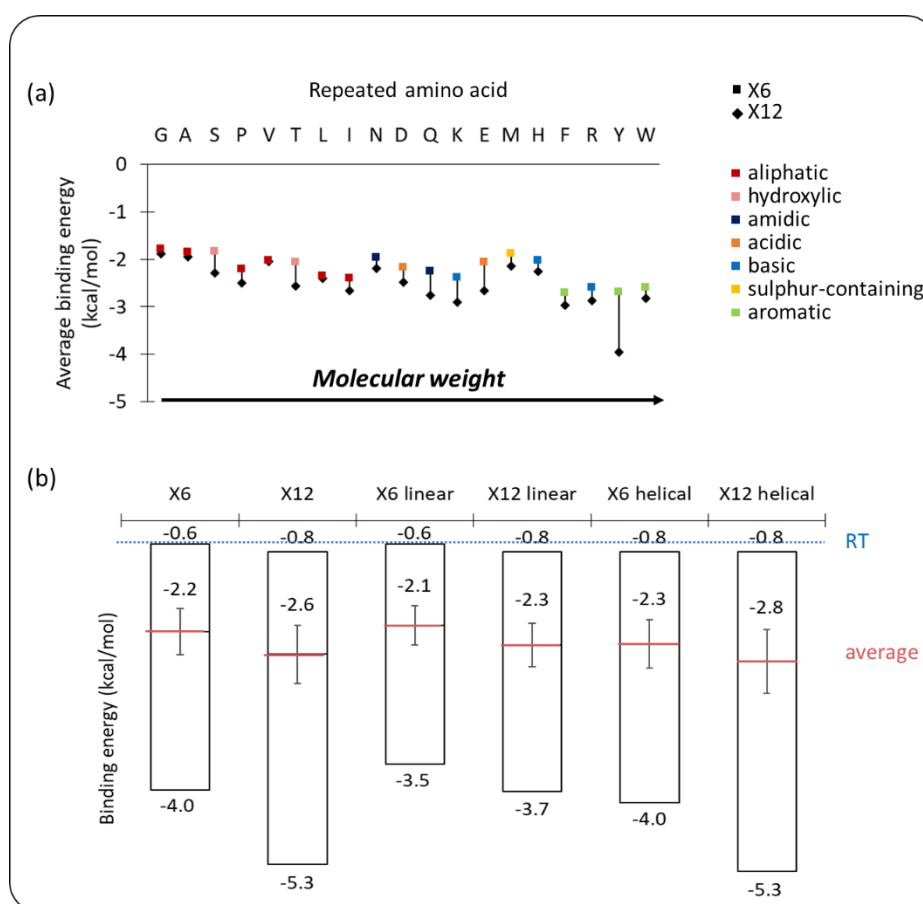 (a)
Repeated amino acid
G A S P V T L I N D Q K E M H F R Y W
X6
X12
0
-1
-2
-3
-4
-5
Average binding energy
(kcal/mol)
Molecular weight
aliphatic
hydroxylic
amidic
acidic
basic
sulphur-containing
aromatic
(b)
X6 X12 X6 linear X12 linear X6 helical X12 helical
-0.6 -0.8 -0.6 -0.8 -0.8 -0.8
RT
-2.2 -2.6 -2.1 -2.3 -2.3 -2.8
average
Binding energy (kcal/mol)
-4.0 -5.3 -3.5 -3.7 -4.0 -5.3